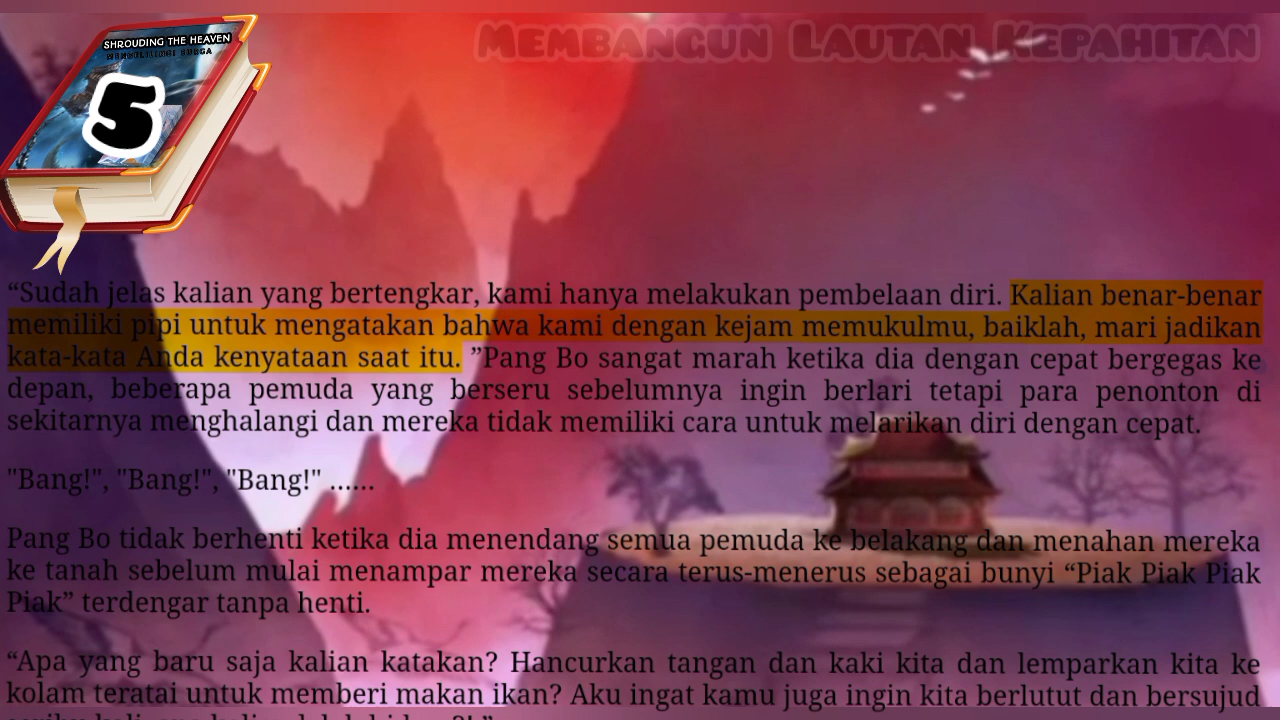 Membangun Lautan Kepahitan
SHROUDING THE HEAVEN
5
“Sudah jelas kalian yang bertengkar, kami hanya melakukan pembelaan diri. Kalian benar-benar
memiliki pipi untuk mengatakan bahwa kami dengan kejam memukulmu, baiklah, mari jadikan
kata-kata Anda kenyataan saat itu. ”Pang Bo sangat marah ketika dia dengan cepat bergegas ke
depan, beberapa pemuda yang berseru sebelumnya ingin berlari tetapi para penonton di
sekitarnya menghalangi dan mereka tidak memiliki cara untuk melarikan diri dengan cepat.
"Bang!", "Bang!", "Bang!" ……
Pang Bo tidak berhenti ketika dia menendang semua pemuda ke belakang dan menahan mereka
ke tanah sebelum mulai menampar mereka secara terus-menerus sebagai bunyi “Piak Piak Piak
Piak” terdengar tanpa henti.
“Apa yang baru saja kalian katakan? Hancurkan tangan dan kaki kita dan lemparkan kita ke
kolam teratai untuk memberi makan ikan? Aku ingat kamu juga ingin kita berlutut dan bersujud